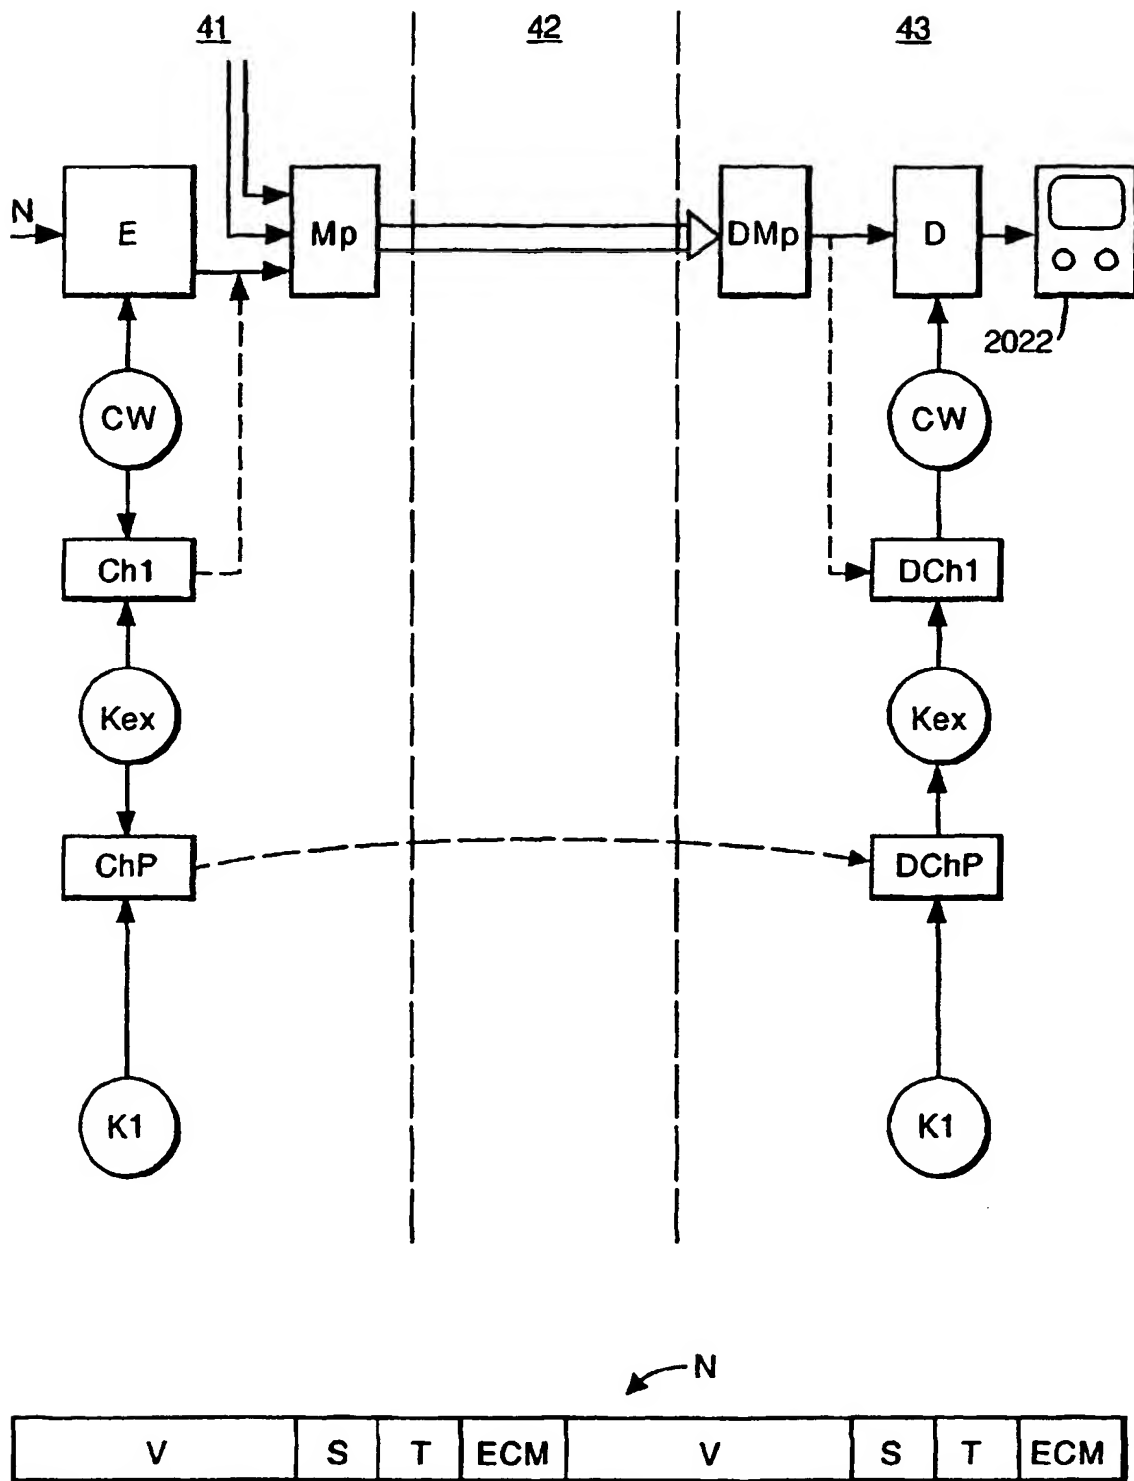 41 42 43
N E Mp DMp D
2022
CW CW
Ch1 DCh1
Kex Kex
ChP DChP
K1 K1
N
V S T ECM V S T ECM